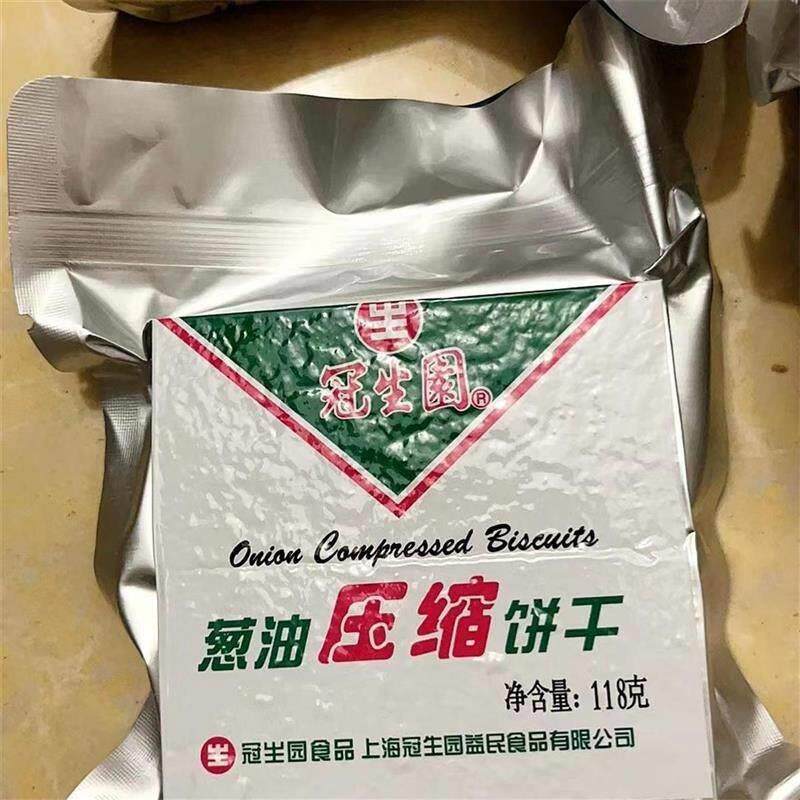 生
冠生園®
Onion Compressed Biscuits
葱油压缩饼干
净含量：118克
生 冠生园食品 上海冠生园益民食品有限公司